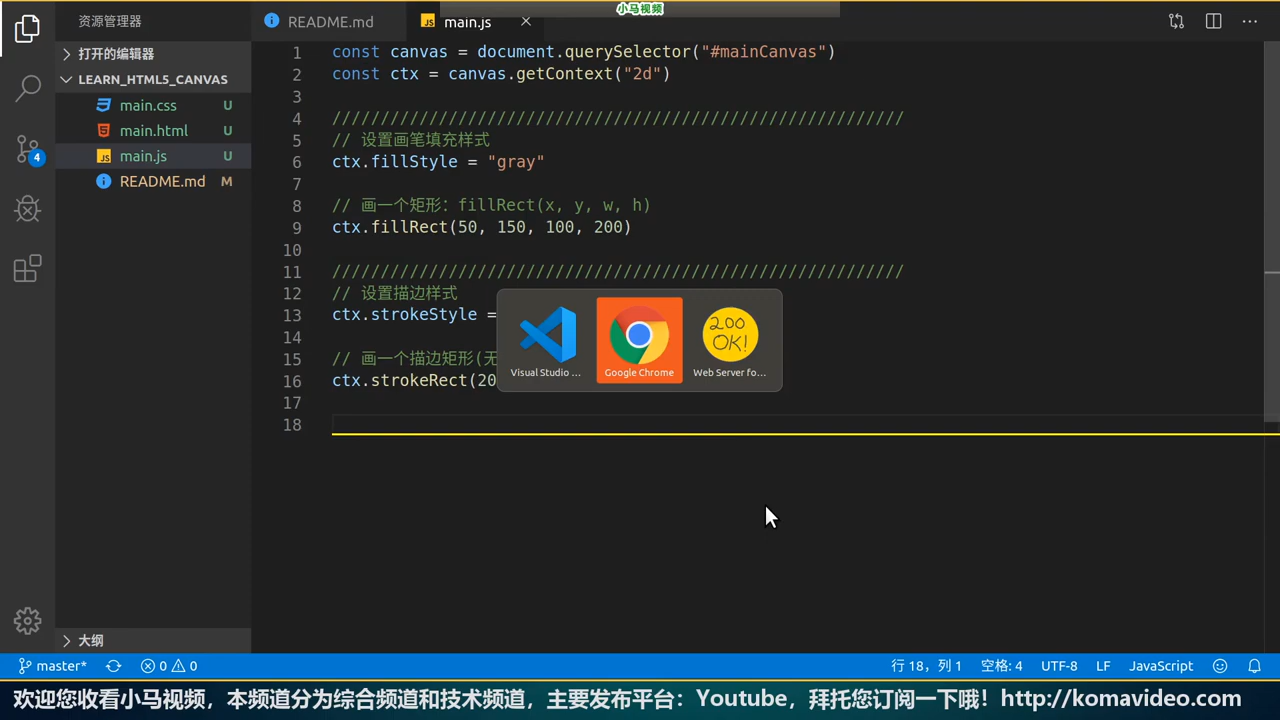 小马视频
资源管理器
README.md
main.js
打开的编辑器
LEARN_HTML5_CANVAS
main.css U
main.html U
main.js U
README.md M
4
1 const canvas = document.querySelector("#mainCanvas")
2 const ctx = canvas.getContext("2d")
3
4 ///////////////////////////////////////////////////////////
5 // 设置画笔填充样式
6 ctx.fillStyle = "gray"
7
8 // 画一个矩形: fillRect(x, y, w, h)
9 ctx.fillRect(50, 150, 100, 200)
10
11 ///////////////////////////////////////////////////////////
12 // 设置描边样式
13 ctx.strokeStyle =
14
15 // 画一个描边矩形(无
16 ctx.strokeRect(20
17
18
200 OK!
Visual Studio ...
Google Chrome
Web Server fo...
大纲
master*
0
0
行 18，列 1
空格: 4
UTF-8
LF
JavaScript
欢迎您收看小马视频，本频道分为综合频道和技术频道，主要发布平台：Youtube，拜托您订阅一下哦！http://komavideo.com